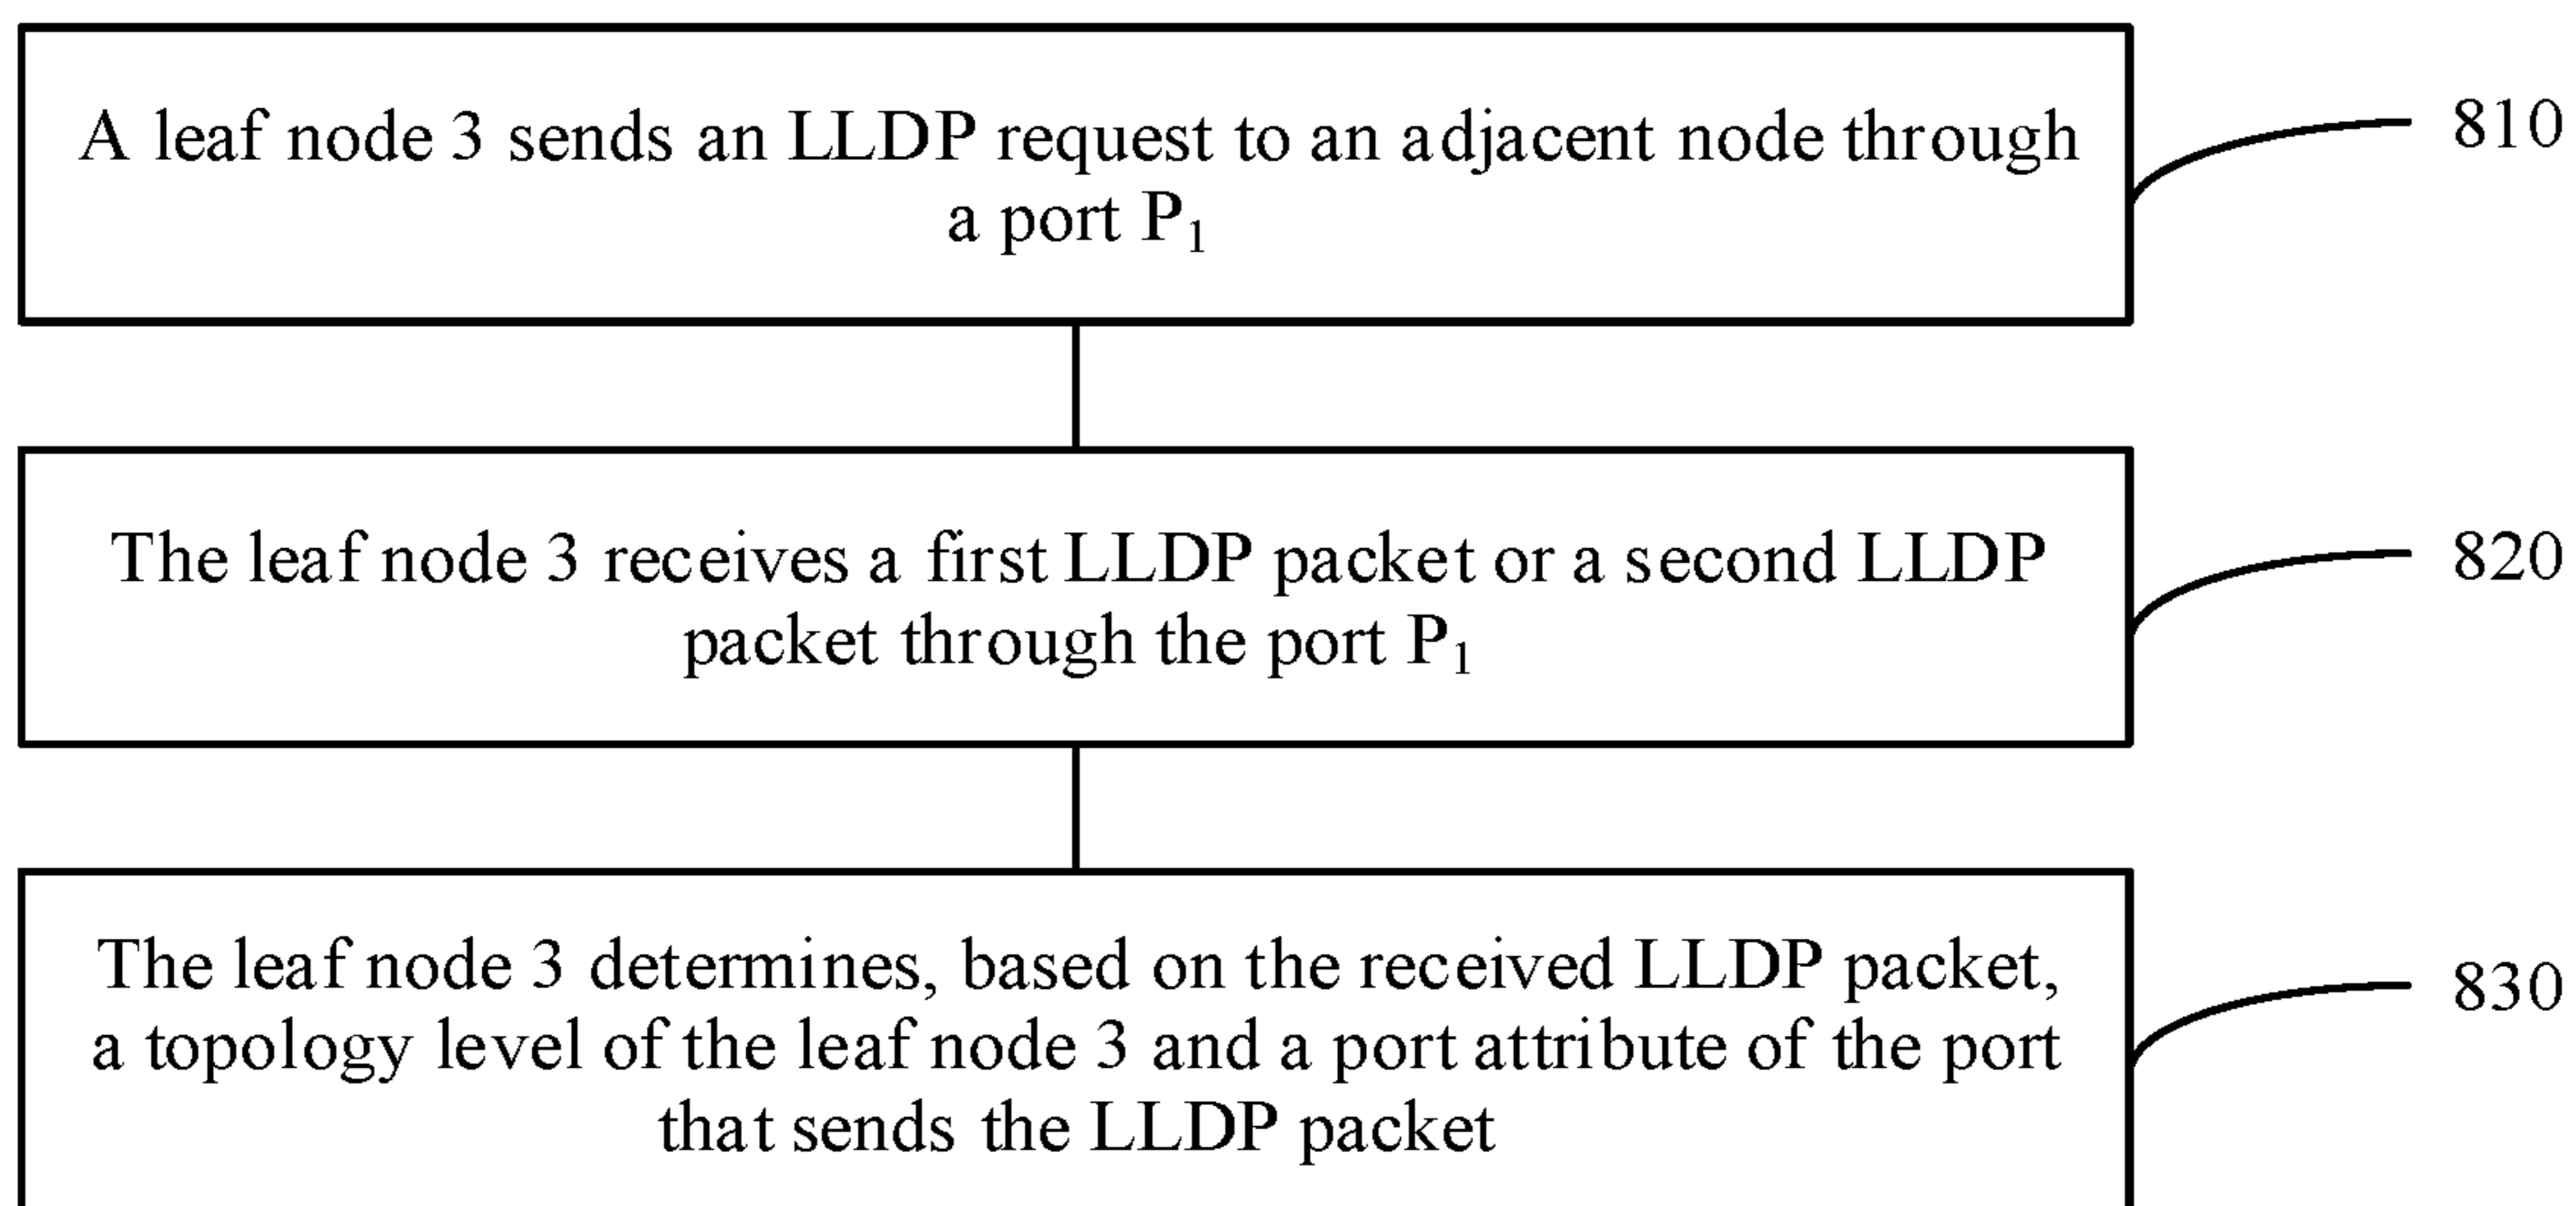 A leaf node 3 sends an LLDP request to an adjacent node through
a port P₁
810
The leaf node 3 receives a first LLDP packet or a second LLDP
packet through the port P₁
820
The leaf node 3 determines, based on the received LLDP packet,
a topology level of the leaf node 3 and a port attribute of the port
that sends the LLDP packet
830